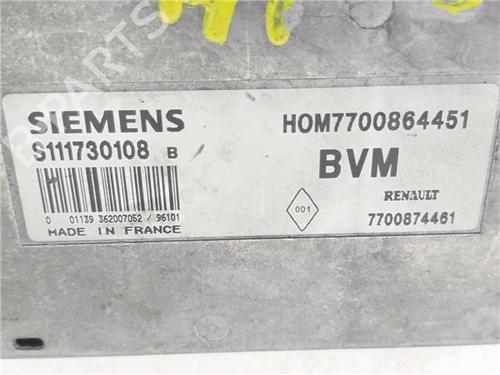 SIEMENS
S111730108 B
0 01139 362007052 / 96101
MADE IN FRANCE
HOM7700864451
BVM
001
RENAULT
7700874461